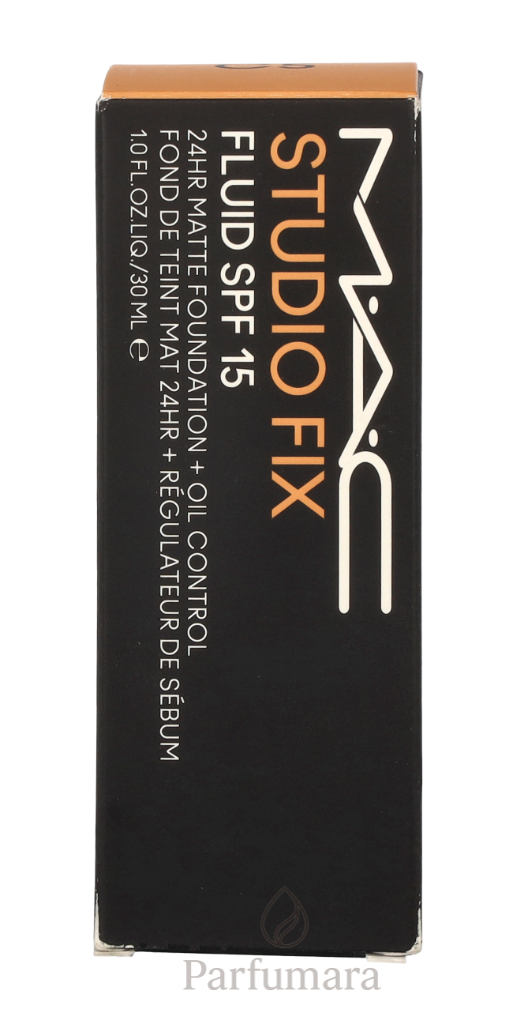 M·A·C
STUDIO FIX
FLUID SPF 15
24HR MATTE FOUNDATION + OIL CONTROL
FOND DE TEINT MAT 24HR + RÉGULATEUR DE SÉBUM
1.0 FL.OZ.LIQ./30 ML ℮
Parfumara